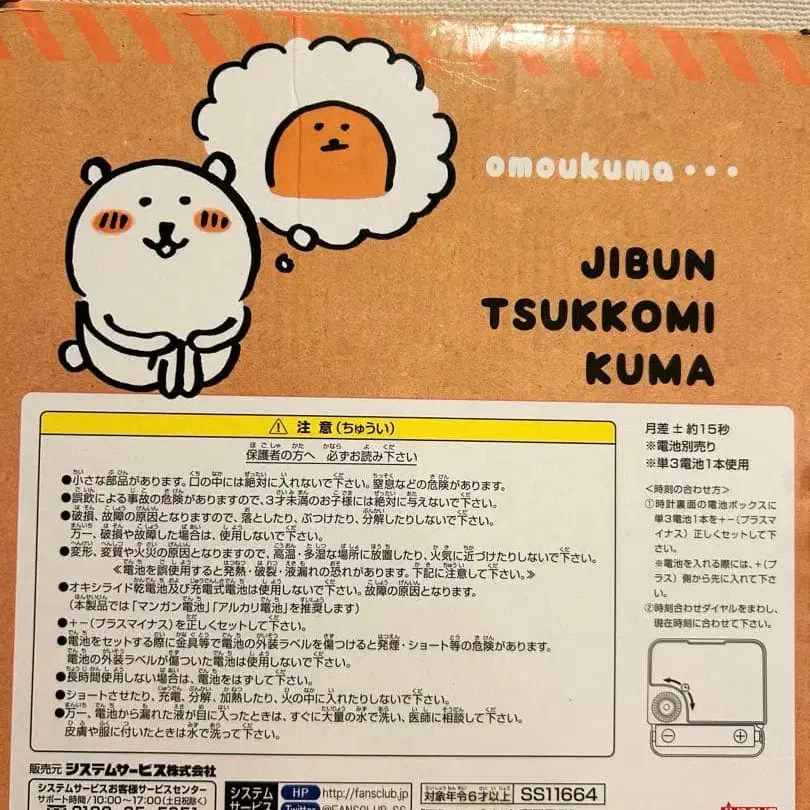 omoukuma・・・
JIBUN
TSUKKOMI
KUMA
⚠ 注意(ちゅうい)
保護者の方へ 必ずお読み下さい
●小さな部品があります。口の中には絶対に入れないで下さい。窒息などの危険があります。
●誤飲による事故の危険がありますので、3才未満のお子様には絶対に与えないで下さい。
●破損、故障の原因となりますので、落としたり、ぶつけたり、分解したりしないで下さい。
万一、破損や故障した場合は、使用しないで下さい。
●変形、変質や火災の原因となりますので、高温・多湿な場所に放置したり、火気に近づけたりしないで下さい。
≪電池を誤使用すると発熱・破裂・液漏れの恐れがあります。下記に注意して下さい。≫
●オキシライド乾電池及び充電式電池は使用しないで下さい。故障の原因となります。
(本製品では「マンガン電池」「アルカリ電池」を推奨します)
●+-(プラスマイナス)を正しくセットして下さい。
●電池をセットする際に金具等で電池の外装ラベルを傷つけると発煙・ショート等の危険があります。
電池の外装ラベルが傷ついた電池は使用しないで下さい。
●長時間使用しない場合は、電池をはずして下さい。
●ショートさせたり、充電、分解、加熱したり、火の中に入れたりしないで下さい。
●万一、電池から漏れた液が目に入ったときは、すぐに大量の水で洗い、医師に相談して下さい。
皮膚や服に付いたときは水で洗って下さい。
月差±約15秒
※電池別売り
※単3電池1本使用
<時刻の合わせ方>
①時計裏面の電池ボックスに
単3電池1本を+-(プラスマ
イナス)正しくセットして下
さい。
※電池を入れる際には、+(プ
ラス)側から先に入れて下さ
い。
②時刻合わせダイヤルをまわし、
現在時刻に合わせて下さい。
販売元 システムサービス株式会社
システムサービスお客様サービスセンター
サポート時間/10:00~17:00(土日祝除く)
システム
サービス
HP http://fansclub.jp
Twitter @FANSCLUB_SS
対象年令6才以上
SS11664